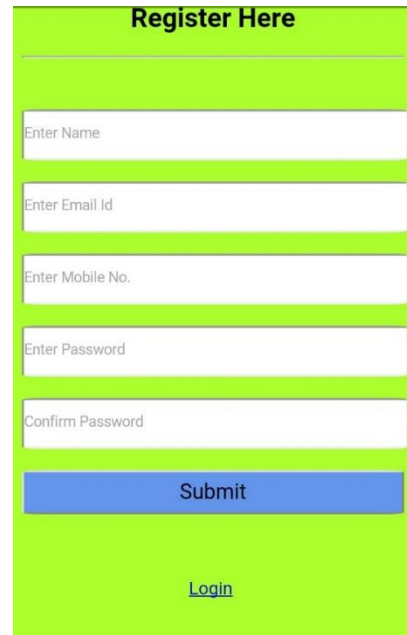 Register Here
Enter Name
Enter Email Id
Enter Mobile No.
Enter Password
Confirm Password
Submit
Login